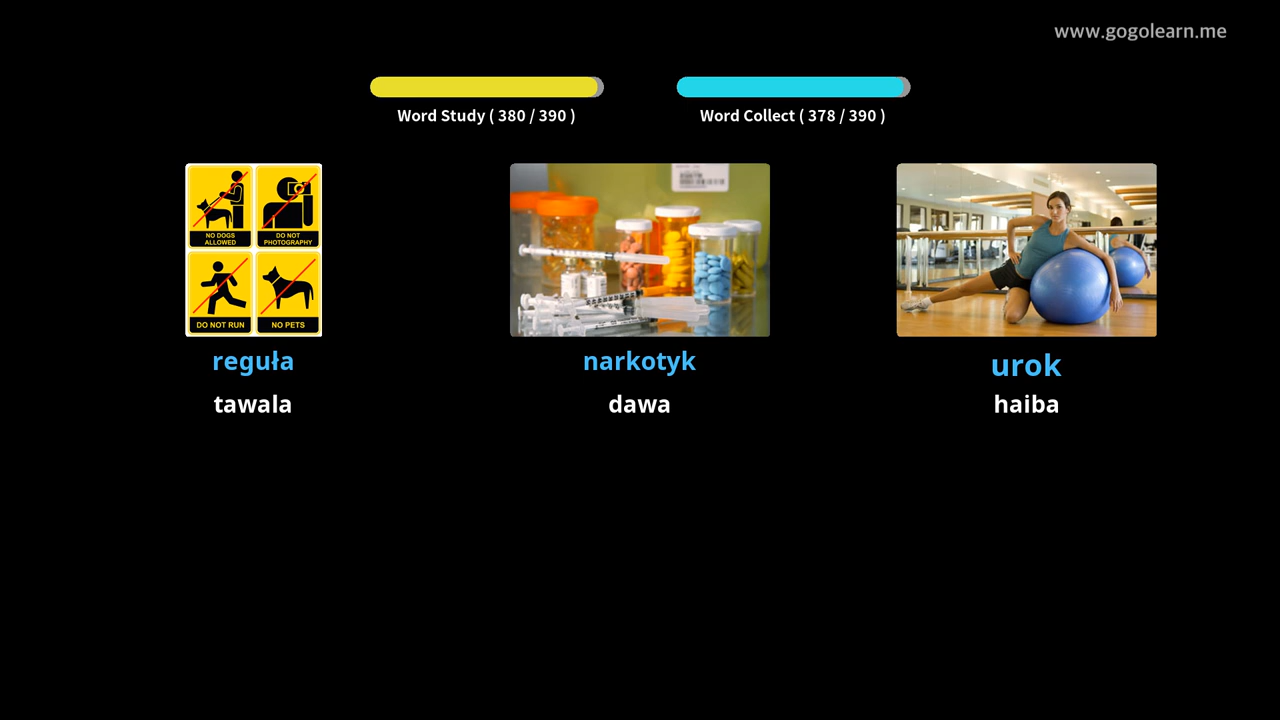 www.gogolearn.me
Word Study ( 380 / 390 )
Word Collect ( 378 / 390 )
NO DOGS
ALLOWED
DO NOT
PHOTOGRAPHY
DO NOT RUN
NO PETS
reguła
narkotyk
urok
tawala
dawa
haiba